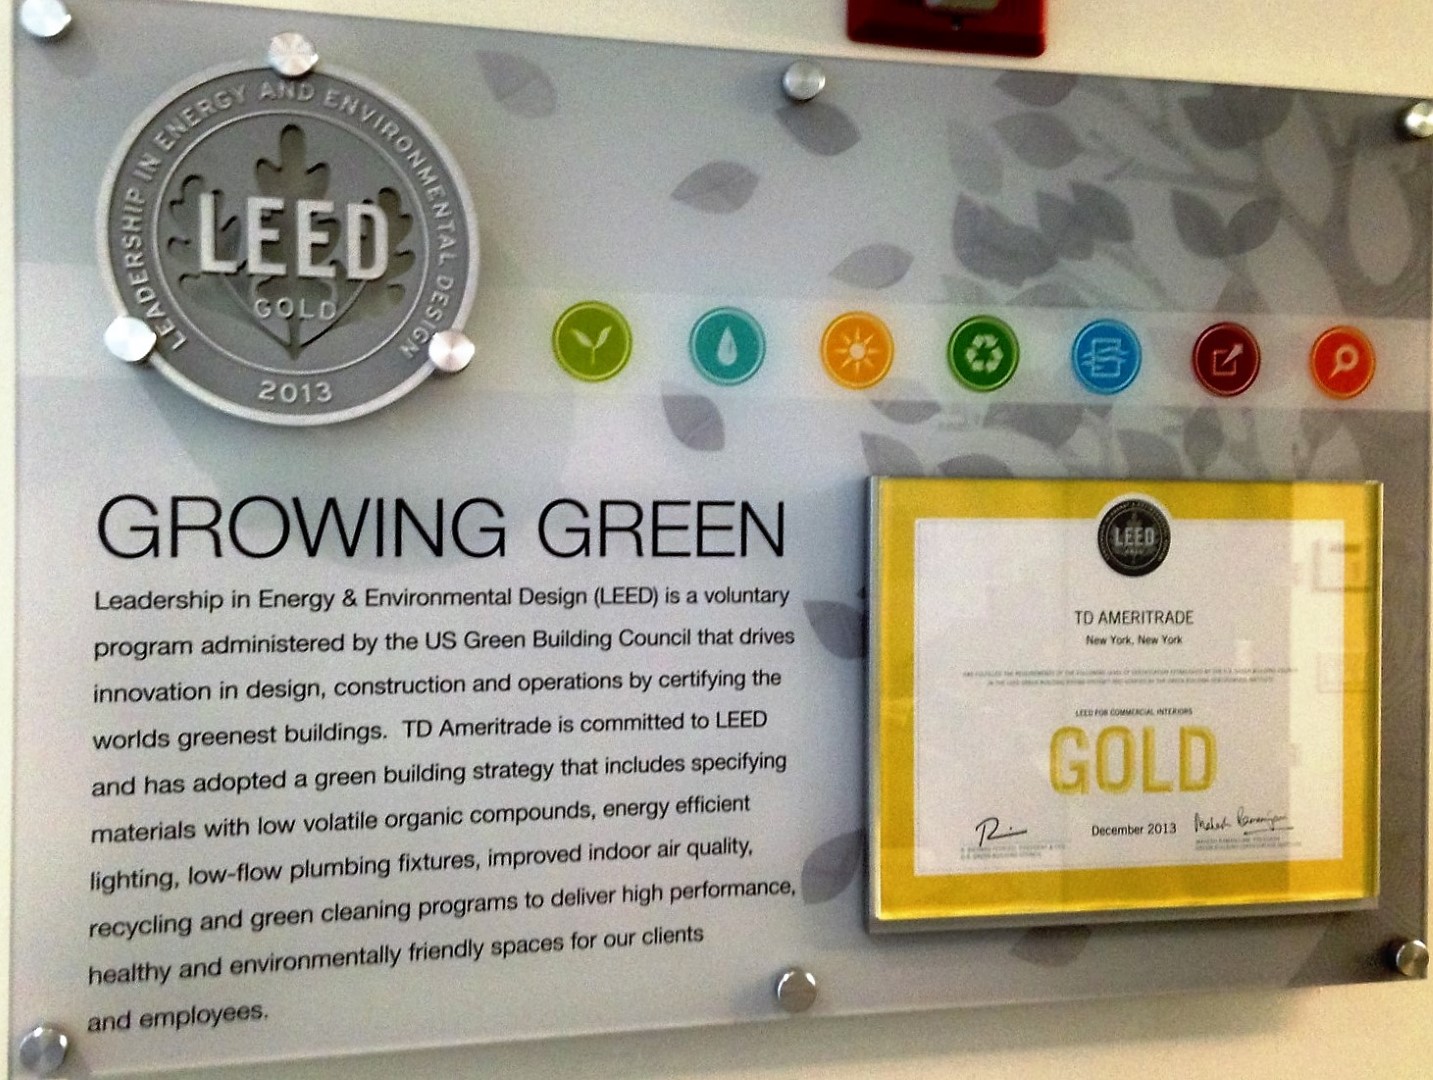 LEADERSHIP IN ENERGY AND ENVIRONMENTAL DESIGN
LEED
GOLD
2013
GROWING GREEN
Leadership in Energy & Environmental Design (LEED) is a voluntary
program administered by the US Green Building Council that drives
innovation in design, construction and operations by certifying the
worlds greenest buildings. TD Ameritrade is committed to LEED
and has adopted a green building strategy that includes specifying
materials with low volatile organic compounds, energy efficient
lighting, low-flow plumbing fixtures, improved indoor air quality,
recycling and green cleaning programs to deliver high performance,
healthy and environmentally friendly spaces for our clients
and employees.
LEED
TD AMERITRADE
New York, New York
LEED FOR COMMERCIAL INTERIORS
GOLD
December 2013